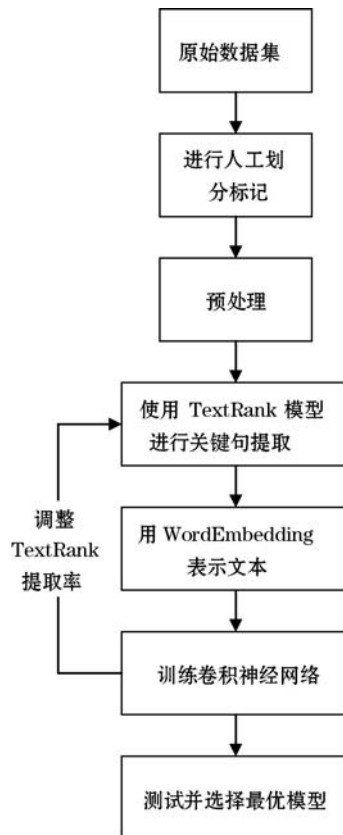 原始数据集
进行人工划
分标记
预处理
使用 TextRank 模型
进行关键句提取
调整
TextRank
提取率
用 WordEmbedding
表示文本
训练卷积神经网络
测试并选择最优模型